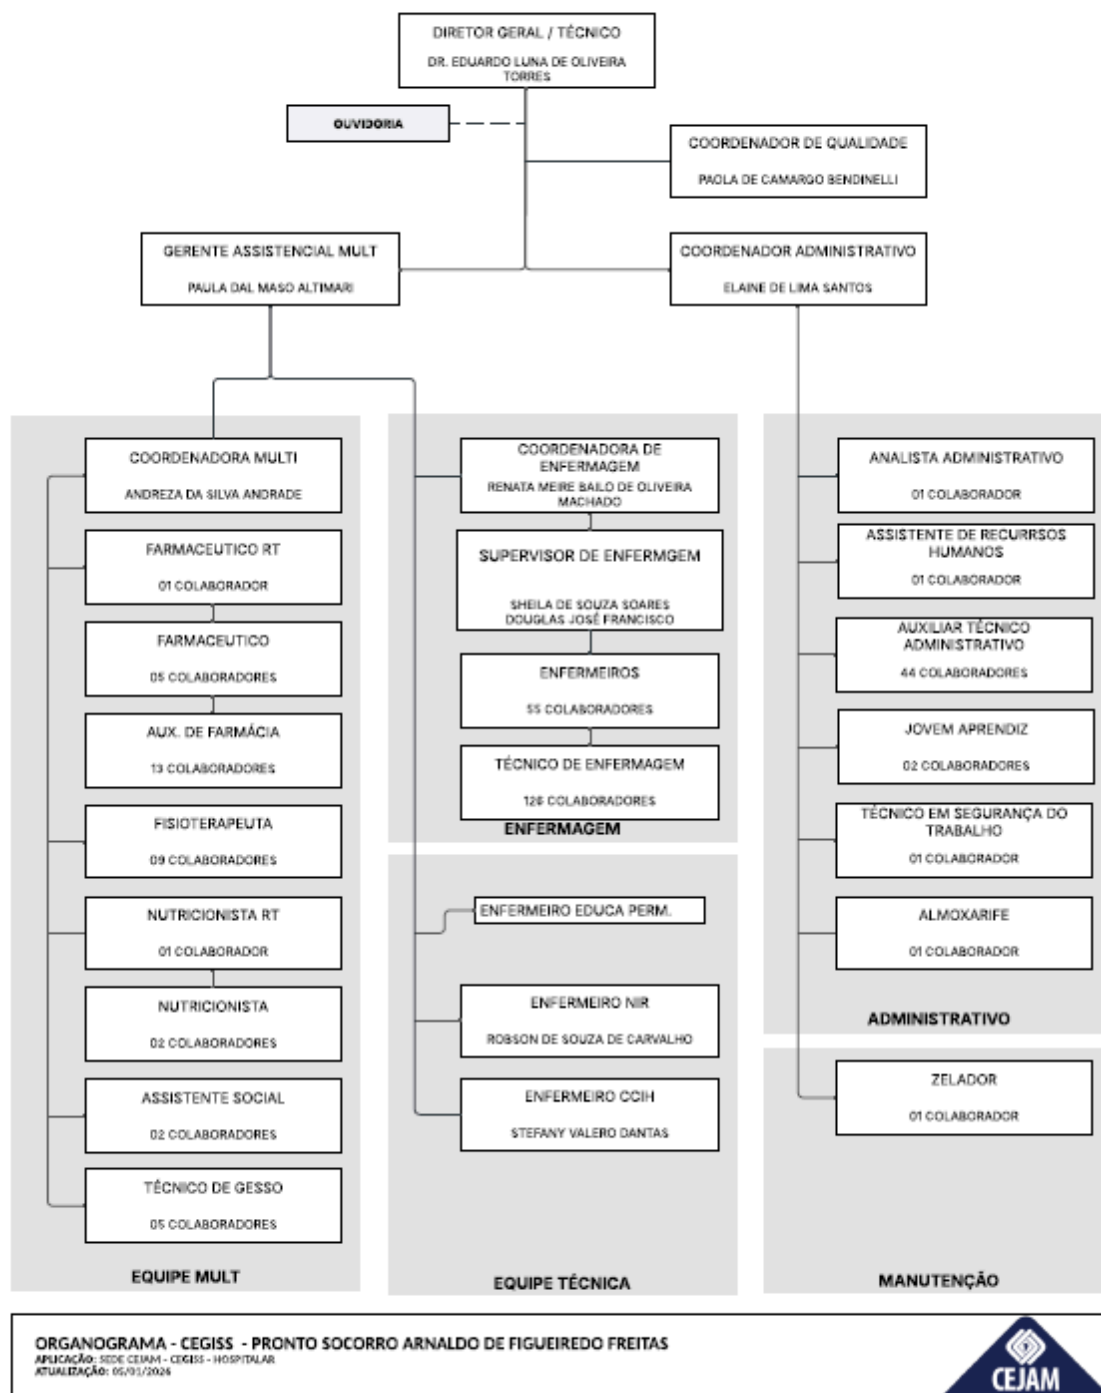 DIRETOR GERAL / TÉCNICO
DR. EDUARDO LUNA DE OLIVEIRA
TORRES
OUVIDORIA
COORDENADOR DE QUALIDADE
PAOLA DE CAMARGO BENDINELLI
GERENTE ASSISTENCIAL MULT
PAULA DAL MASO ALTIMARI
COORDENADOR ADMINISTRATIVO
ELAINE DE LIMA SANTOS
COORDENADORA MULTI
ANDREZA DA SILVA ANDRADE
FARMACEUTICO RT
01 COLABORADOR
FARMACEUTICO
05 COLABORADORES
AUX. DE FARMÁCIA
13 COLABORADORES
FISIOTERAPEUTA
09 COLABORADORES
NUTRICIONISTA RT
01 COLABORADOR
NUTRICIONISTA
02 COLABORADORES
ASSISTENTE SOCIAL
02 COLABORADORES
TÉCNICO DE GESSO
05 COLABORADORES
EQUIPE MULT
COORDENADORA DE
ENFERMAGEM
RENATA MEIRE BAILO DE OLIVEIRA
MACHADO
SUPERVISOR DE ENFERMGEM
SHEILA DE SOUZA SOARES
DOUGLAS JOSÉ FRANCISCO
ENFERMEIROS
55 COLABORADORES
TÉCNICO DE ENFERMAGEM
126 COLABORADORES
ENFERMAGEM
ENFERMEIRO EDUCA PERM.
ENFERMEIRO NIR
ROBSON DE SOUZA DE CARVALHO
ENFERMEIRO CCIH
STEFANY VALERO DANTAS
EQUIPE TÉCNICA
ANALISTA ADMINISTRATIVO
01 COLABORADOR
ASSISTENTE DE RECURRSOS
HUMANOS
01 COLABORADOR
AUXILIAR TÉCNICO
ADMINISTRATIVO
44 COLABORADORES
JOVEM APRENDIZ
02 COLABORADORES
TÉCNICO EM SEGURANÇA DO
TRABALHO
01 COLABORADOR
ALMOXARIFE
01 COLABORADOR
ADMINISTRATIVO
ZELADOR
01 COLABORADOR
MANUTENÇÃO
ORGANOGRAMA - CEGISS - PRONTO SOCORRO ARNALDO DE FIGUEIREDO FREITAS
APLICAÇÃO: SEDE CEJAM - CEGISS - HOSPITALAR
ATUALIZAÇÃO: 05/01/2026
CEJAM